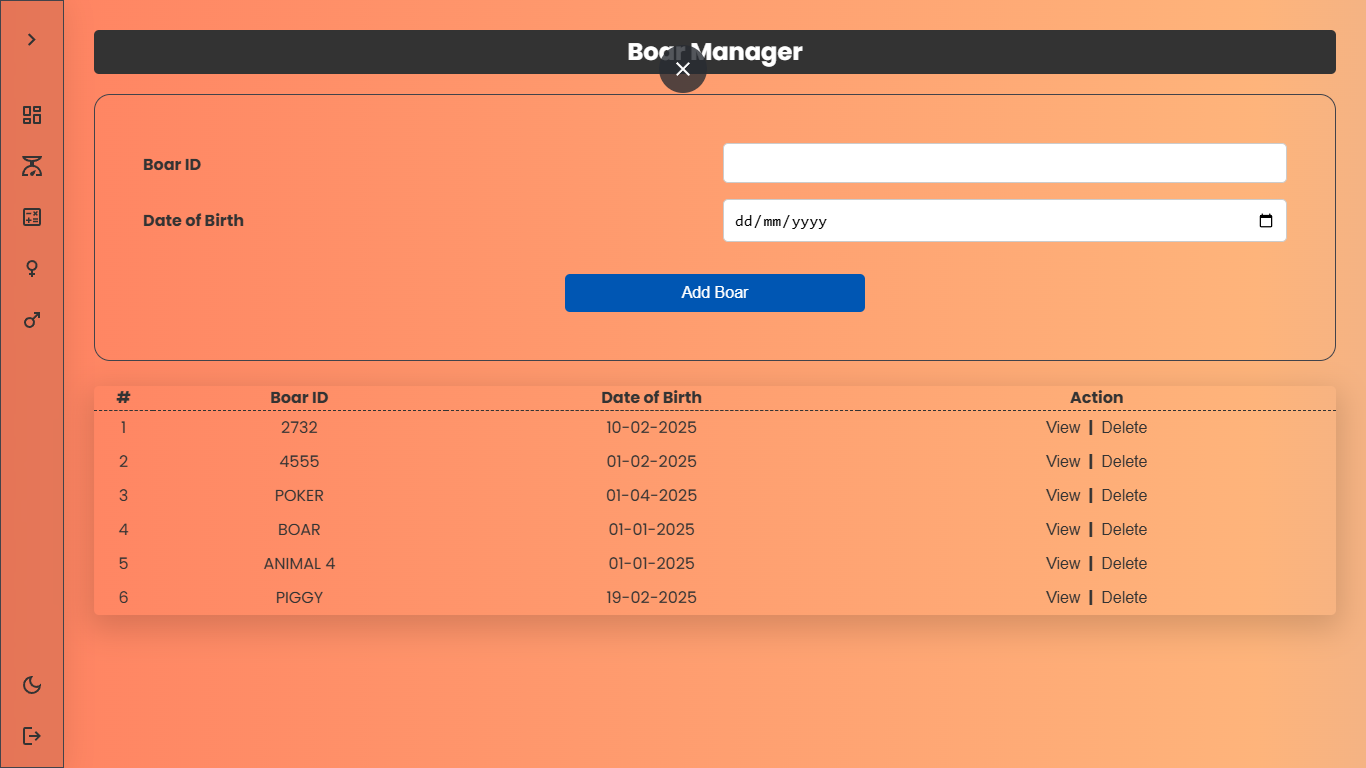 Boar Manager
Boar ID
Date of Birth
dd/mm/yyyy
Add Boar
# Boar ID Date of Birth Action
1 2732 10-02-2025 View | Delete
2 4555 01-02-2025 View | Delete
3 POKER 01-04-2025 View | Delete
4 BOAR 01-01-2025 View | Delete
5 ANIMAL 4 01-01-2025 View | Delete
6 PIGGY 19-02-2025 View | Delete